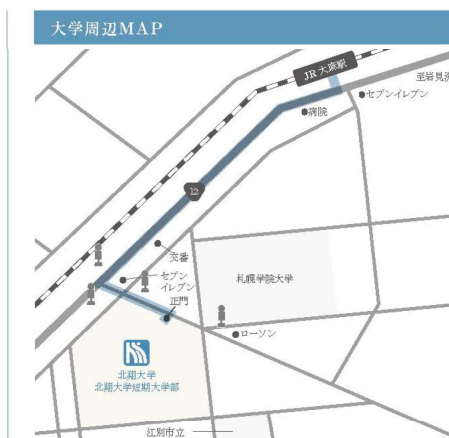 大学周辺MAP
JR 大麻駅
至岩見沢
セブンイレブン
病院
12
交番
セブン
イレブン
正門
札幌学院大学
ローソン
北翔大学
北翔大学短期大学部
江別市立